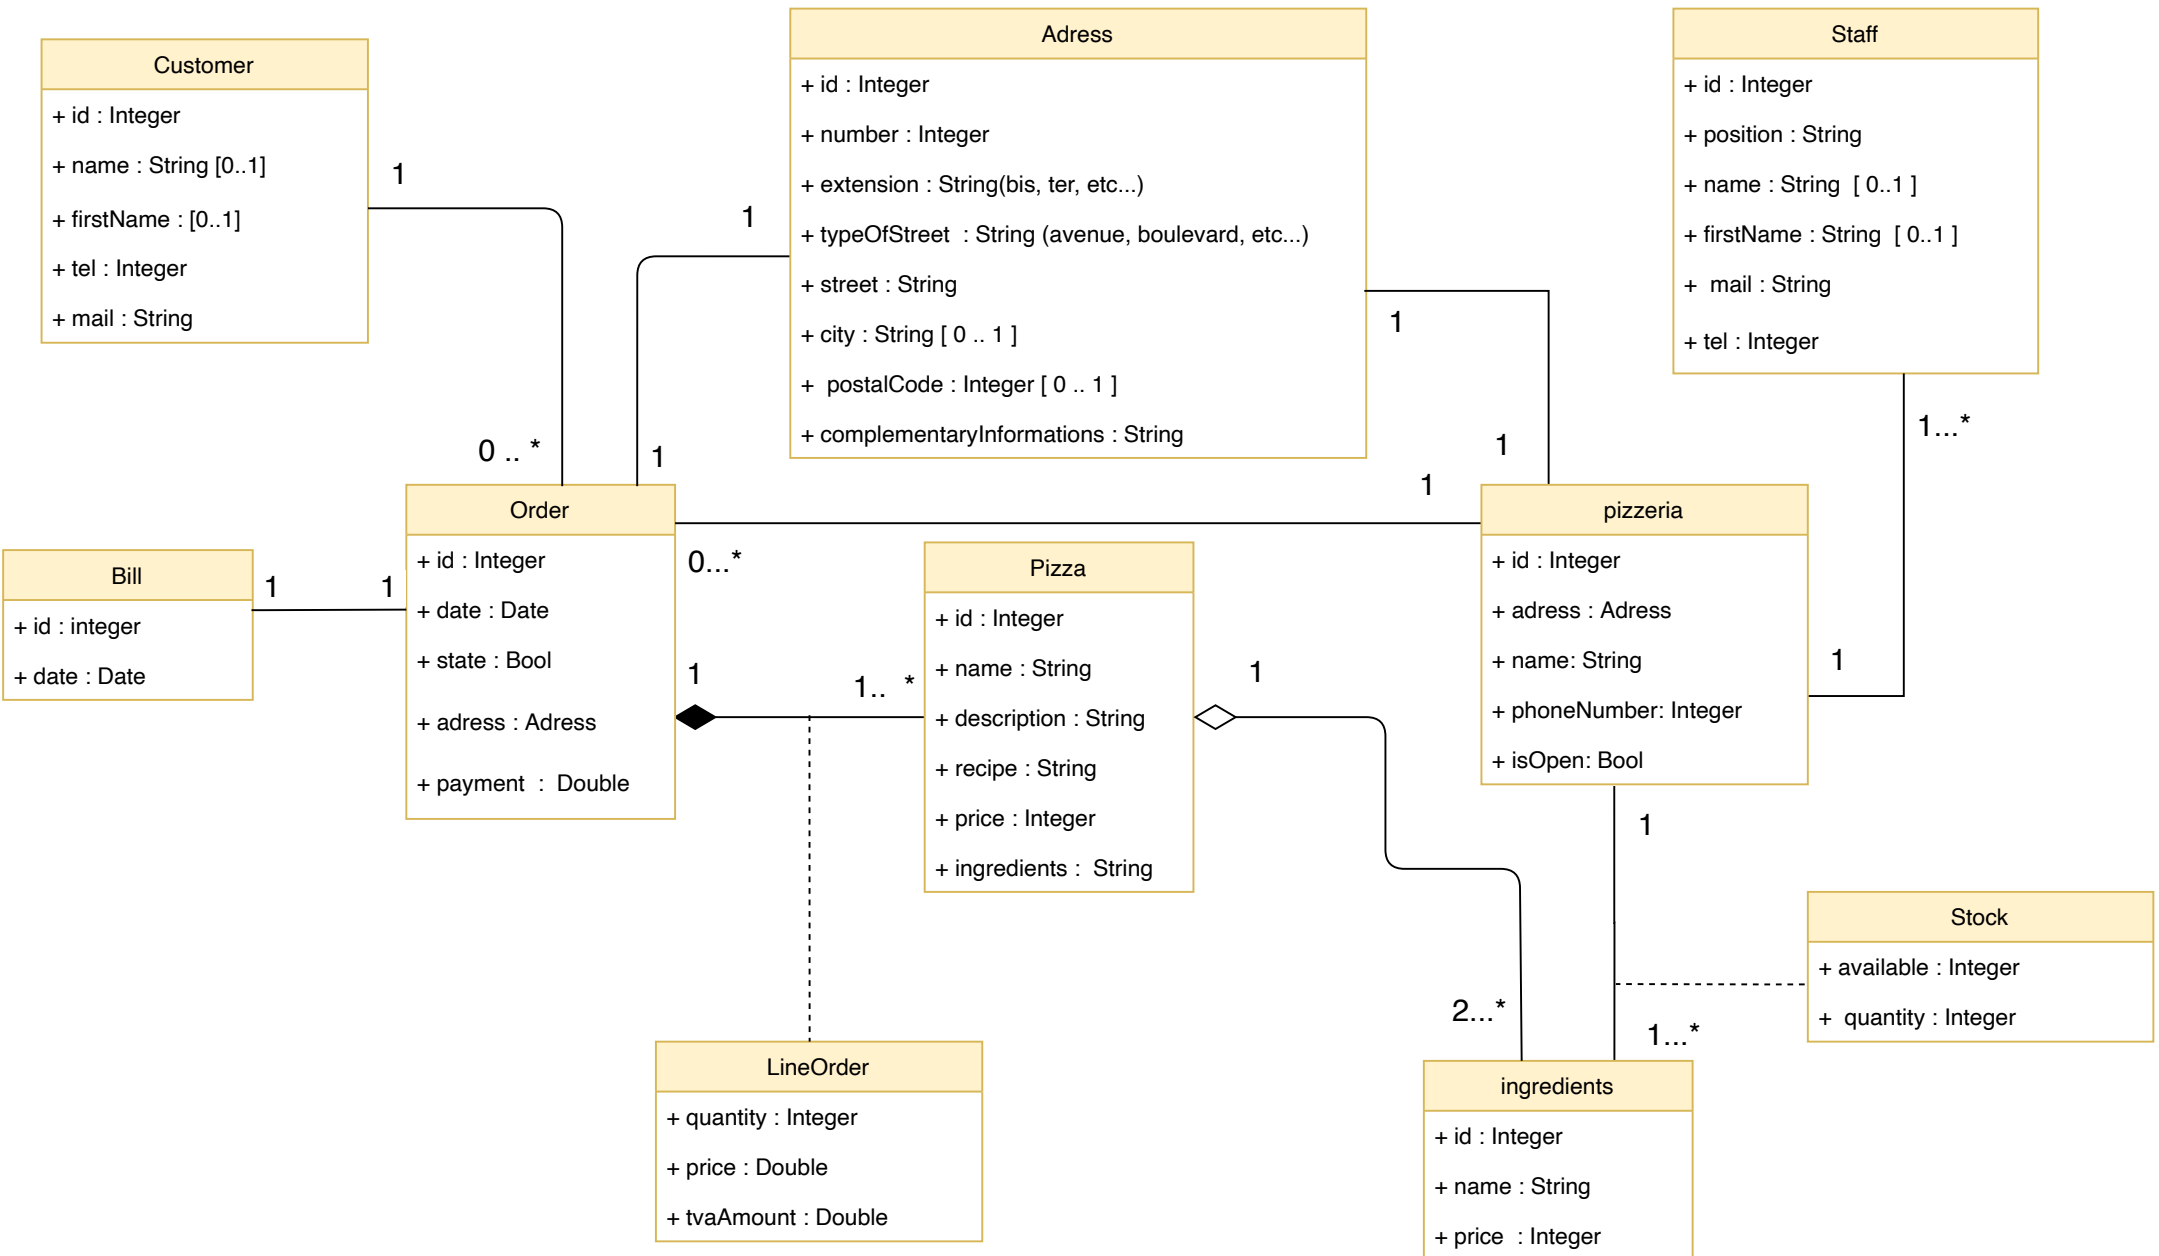 Customer
+ id : Integer
+ name : String [0..1]
+ firstName : [0..1]
+ tel : Integer
+ mail : String
1
0 .. *
Adress
+ id : Integer
+ number : Integer
+ extension : String(bis, ter, etc...)
+ typeOfStreet  : String (avenue, boulevard, etc...)
+ street : String
+ city : String [ 0 .. 1 ]
+  postalCode : Integer [ 0 .. 1 ]
+ complementaryInformations : String
1
1
1
1
Staff
+ id : Integer
+ position : String
+ name : String  [ 0..1 ]
+ firstName : String  [ 0..1 ]
+  mail : String
+ tel : Integer
1...*
1
Bill
+ id : integer
+ date : Date
1
1
Order
+ id : Integer
+ date : Date
+ state : Bool
+ adress : Adress
+ payment  :  Double
0...*
1
1
1..  *
Pizza
+ id : Integer
+ name : String
+ description : String
+ recipe : String
+ price : Integer
+ ingredients :  String
1
2...*
pizzeria
+ id : Integer
+ adress : Adress
+ name: String
+ phoneNumber: Integer
+ isOpen: Bool
1
1...*
Stock
+ available : Integer
+  quantity : Integer
LineOrder
+ quantity : Integer
+ price : Double
+ tvaAmount : Double
ingredients
+ id : Integer
+ name : String
+ price  : Integer